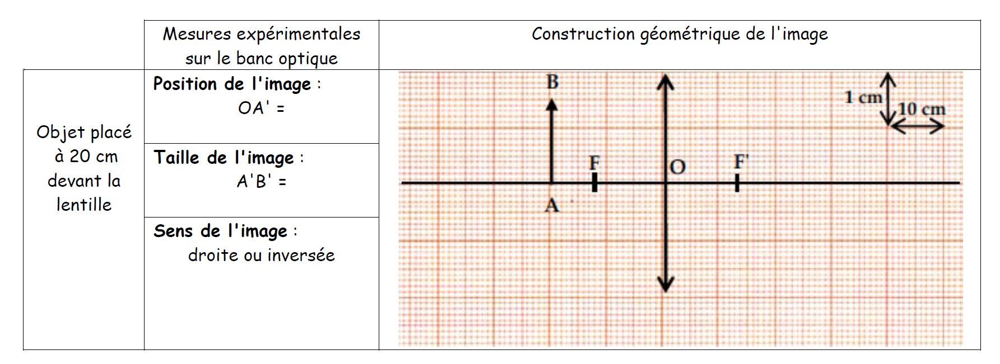 Mesures expérimentales
sur le banc optique
Construction géométrique de l'image
Objet placé
à 20 cm
devant la
lentille
Position de l'image :
OA' =
Taille de l'image :
A'B' =
Sens de l'image :
droite ou inversée
B
1 cm
10 cm
F
O
F'
A